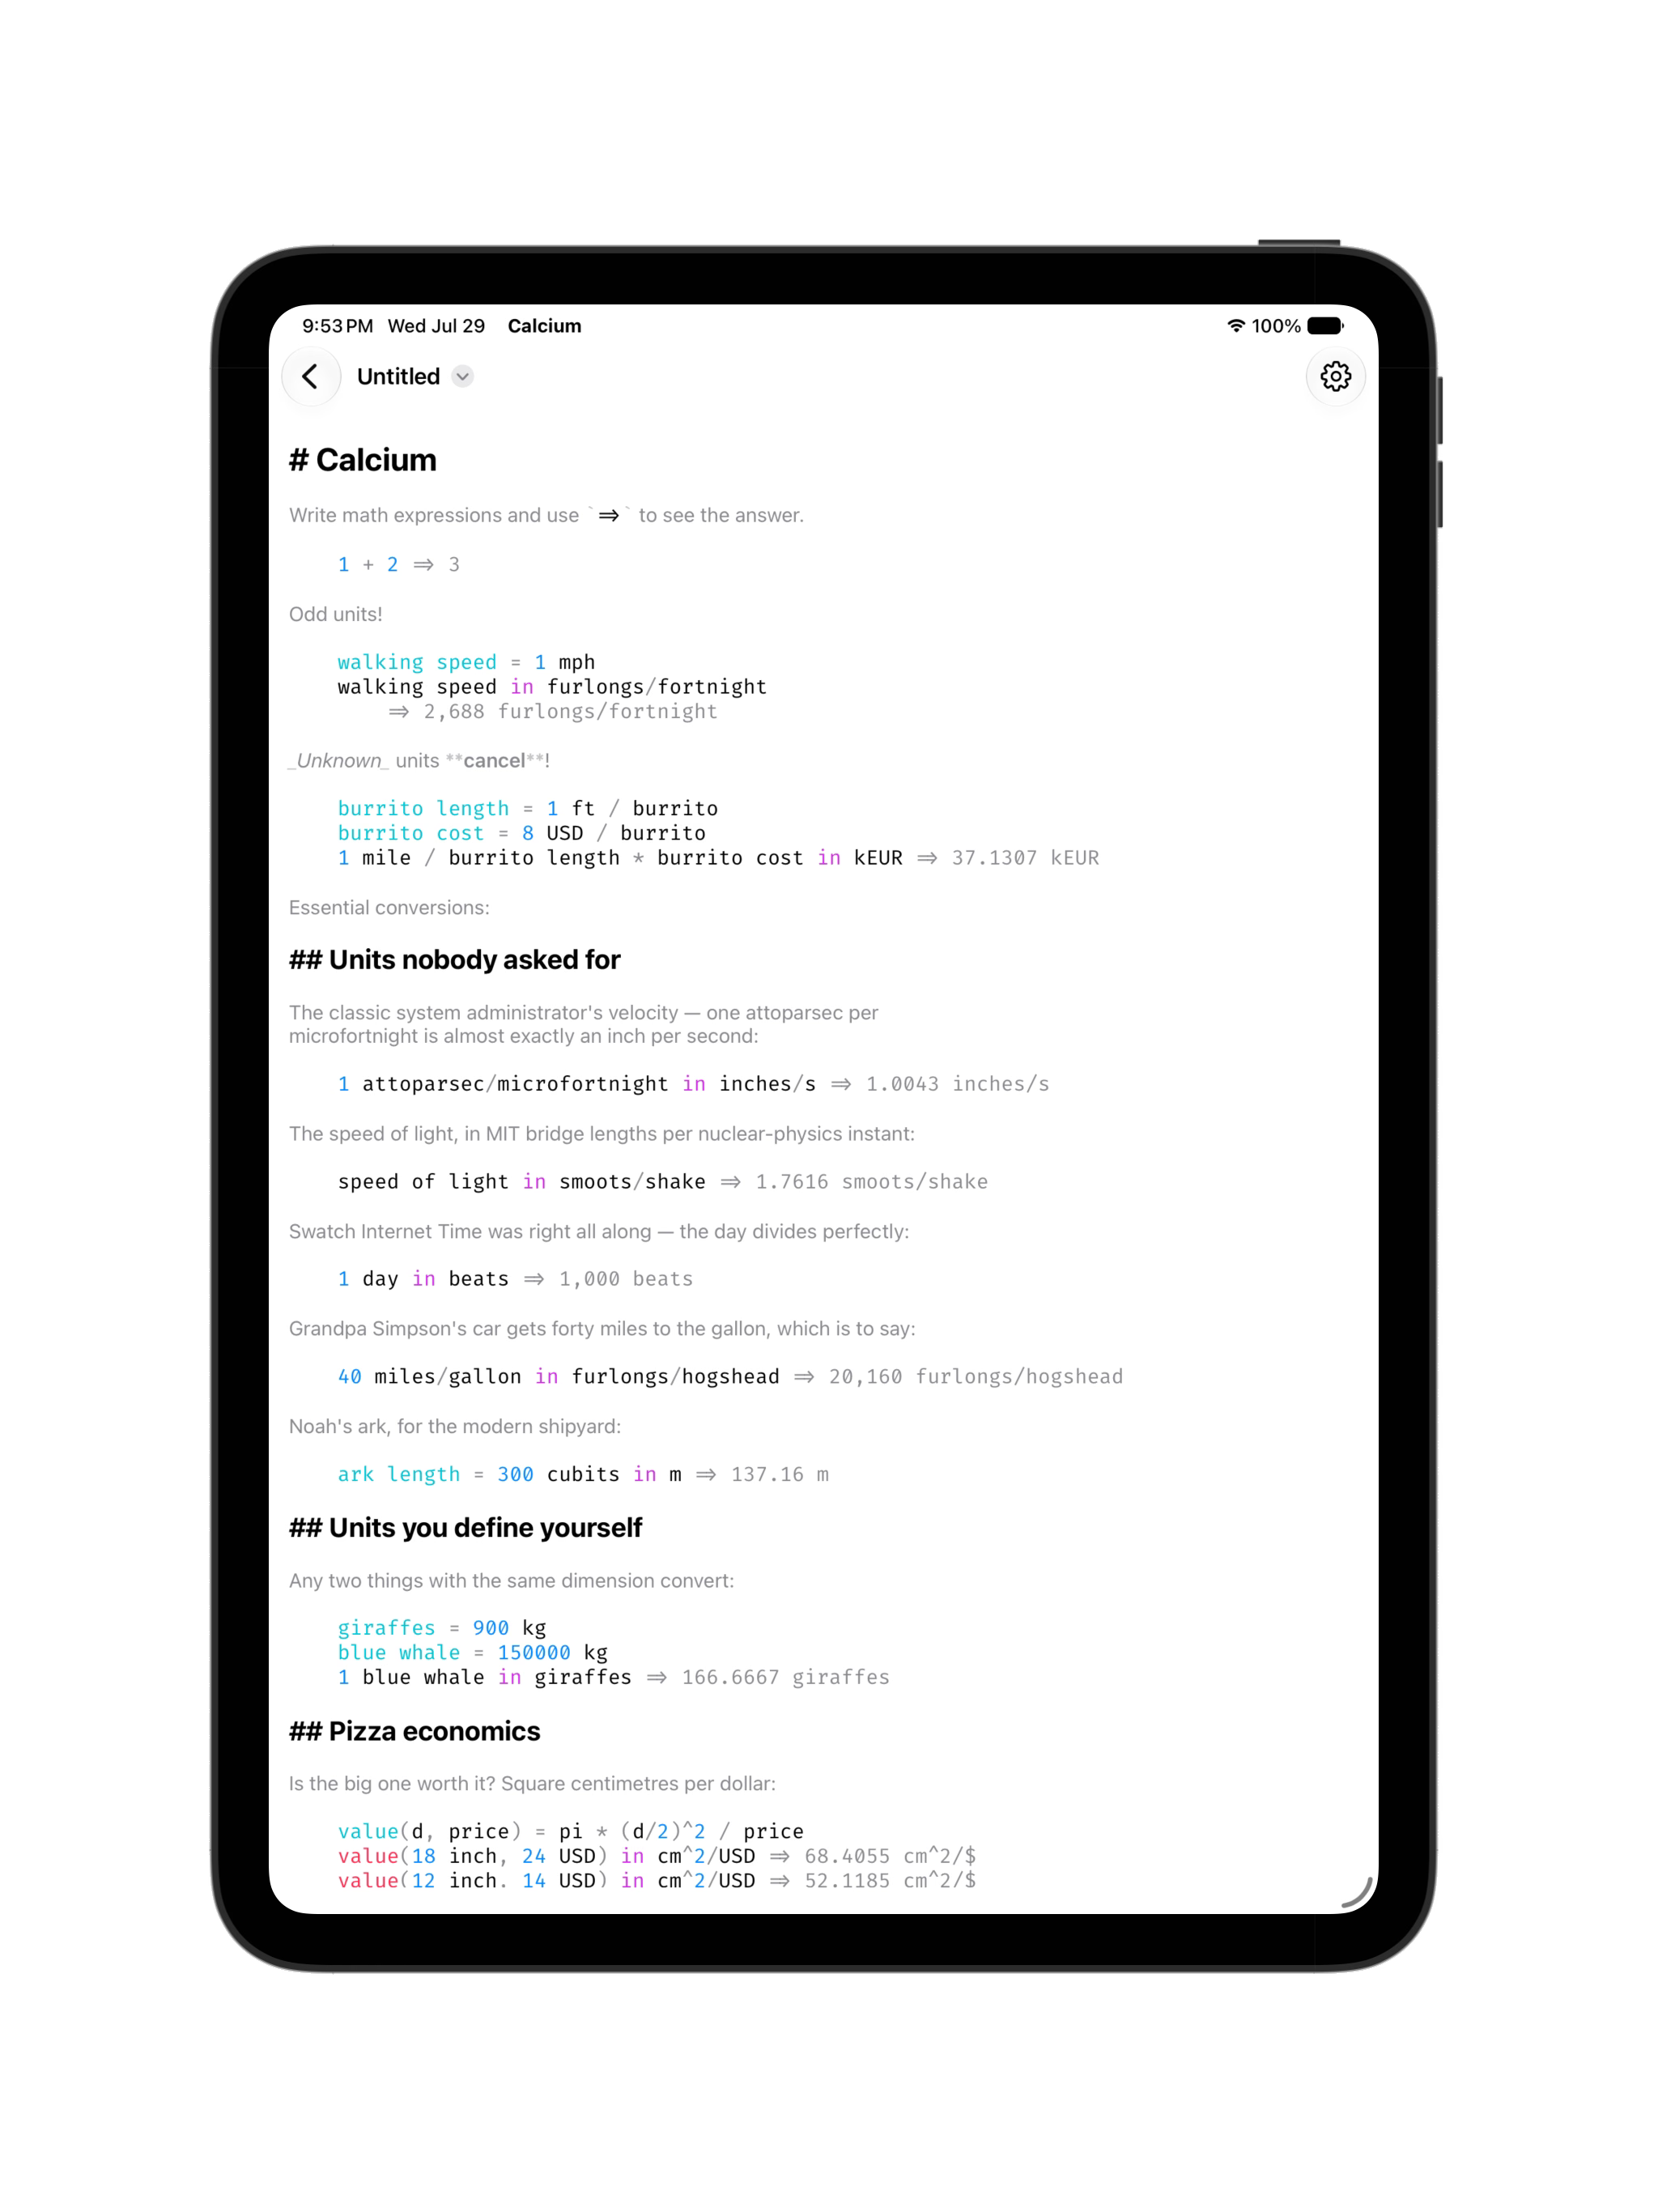 9:53 PM Wed Jul 29 Calcium 100%
Untitled
# Calcium
Write math expressions and use `⇒` to see the answer.
1 + 2 ⇒ 3
Odd units!
walking speed = 1 mph
walking speed in furlongs/fortnight
⇒ 2,688 furlongs/fortnight
_Unknown_ units **cancel**!
burrito length = 1 ft / burrito
burrito cost = 8 USD / burrito
1 mile / burrito length * burrito cost in kEUR ⇒ 37.1307 kEUR
Essential conversions:
## Units nobody asked for
The classic system administrator's velocity — one attoparsec per
microfortnight is almost exactly an inch per second:
1 attoparsec/microfortnight in inches/s ⇒ 1.0043 inches/s
The speed of light, in MIT bridge lengths per nuclear-physics instant:
speed of light in smoots/shake ⇒ 1.7616 smoots/shake
Swatch Internet Time was right all along — the day divides perfectly:
1 day in beats ⇒ 1,000 beats
Grandpa Simpson's car gets forty miles to the gallon, which is to say:
40 miles/gallon in furlongs/hogshead ⇒ 20,160 furlongs/hogshead
Noah's ark, for the modern shipyard:
ark length = 300 cubits in m ⇒ 137.16 m
## Units you define yourself
Any two things with the same dimension convert:
giraffes = 900 kg
blue whale = 150000 kg
1 blue whale in giraffes ⇒ 166.6667 giraffes
## Pizza economics
Is the big one worth it? Square centimetres per dollar:
value(d, price) = pi * (d/2)^2 / price
value(18 inch, 24 USD) in cm^2/USD ⇒ 68.4055 cm^2/$
value(12 inch, 14 USD) in cm^2/USD ⇒ 52.1185 cm^2/$